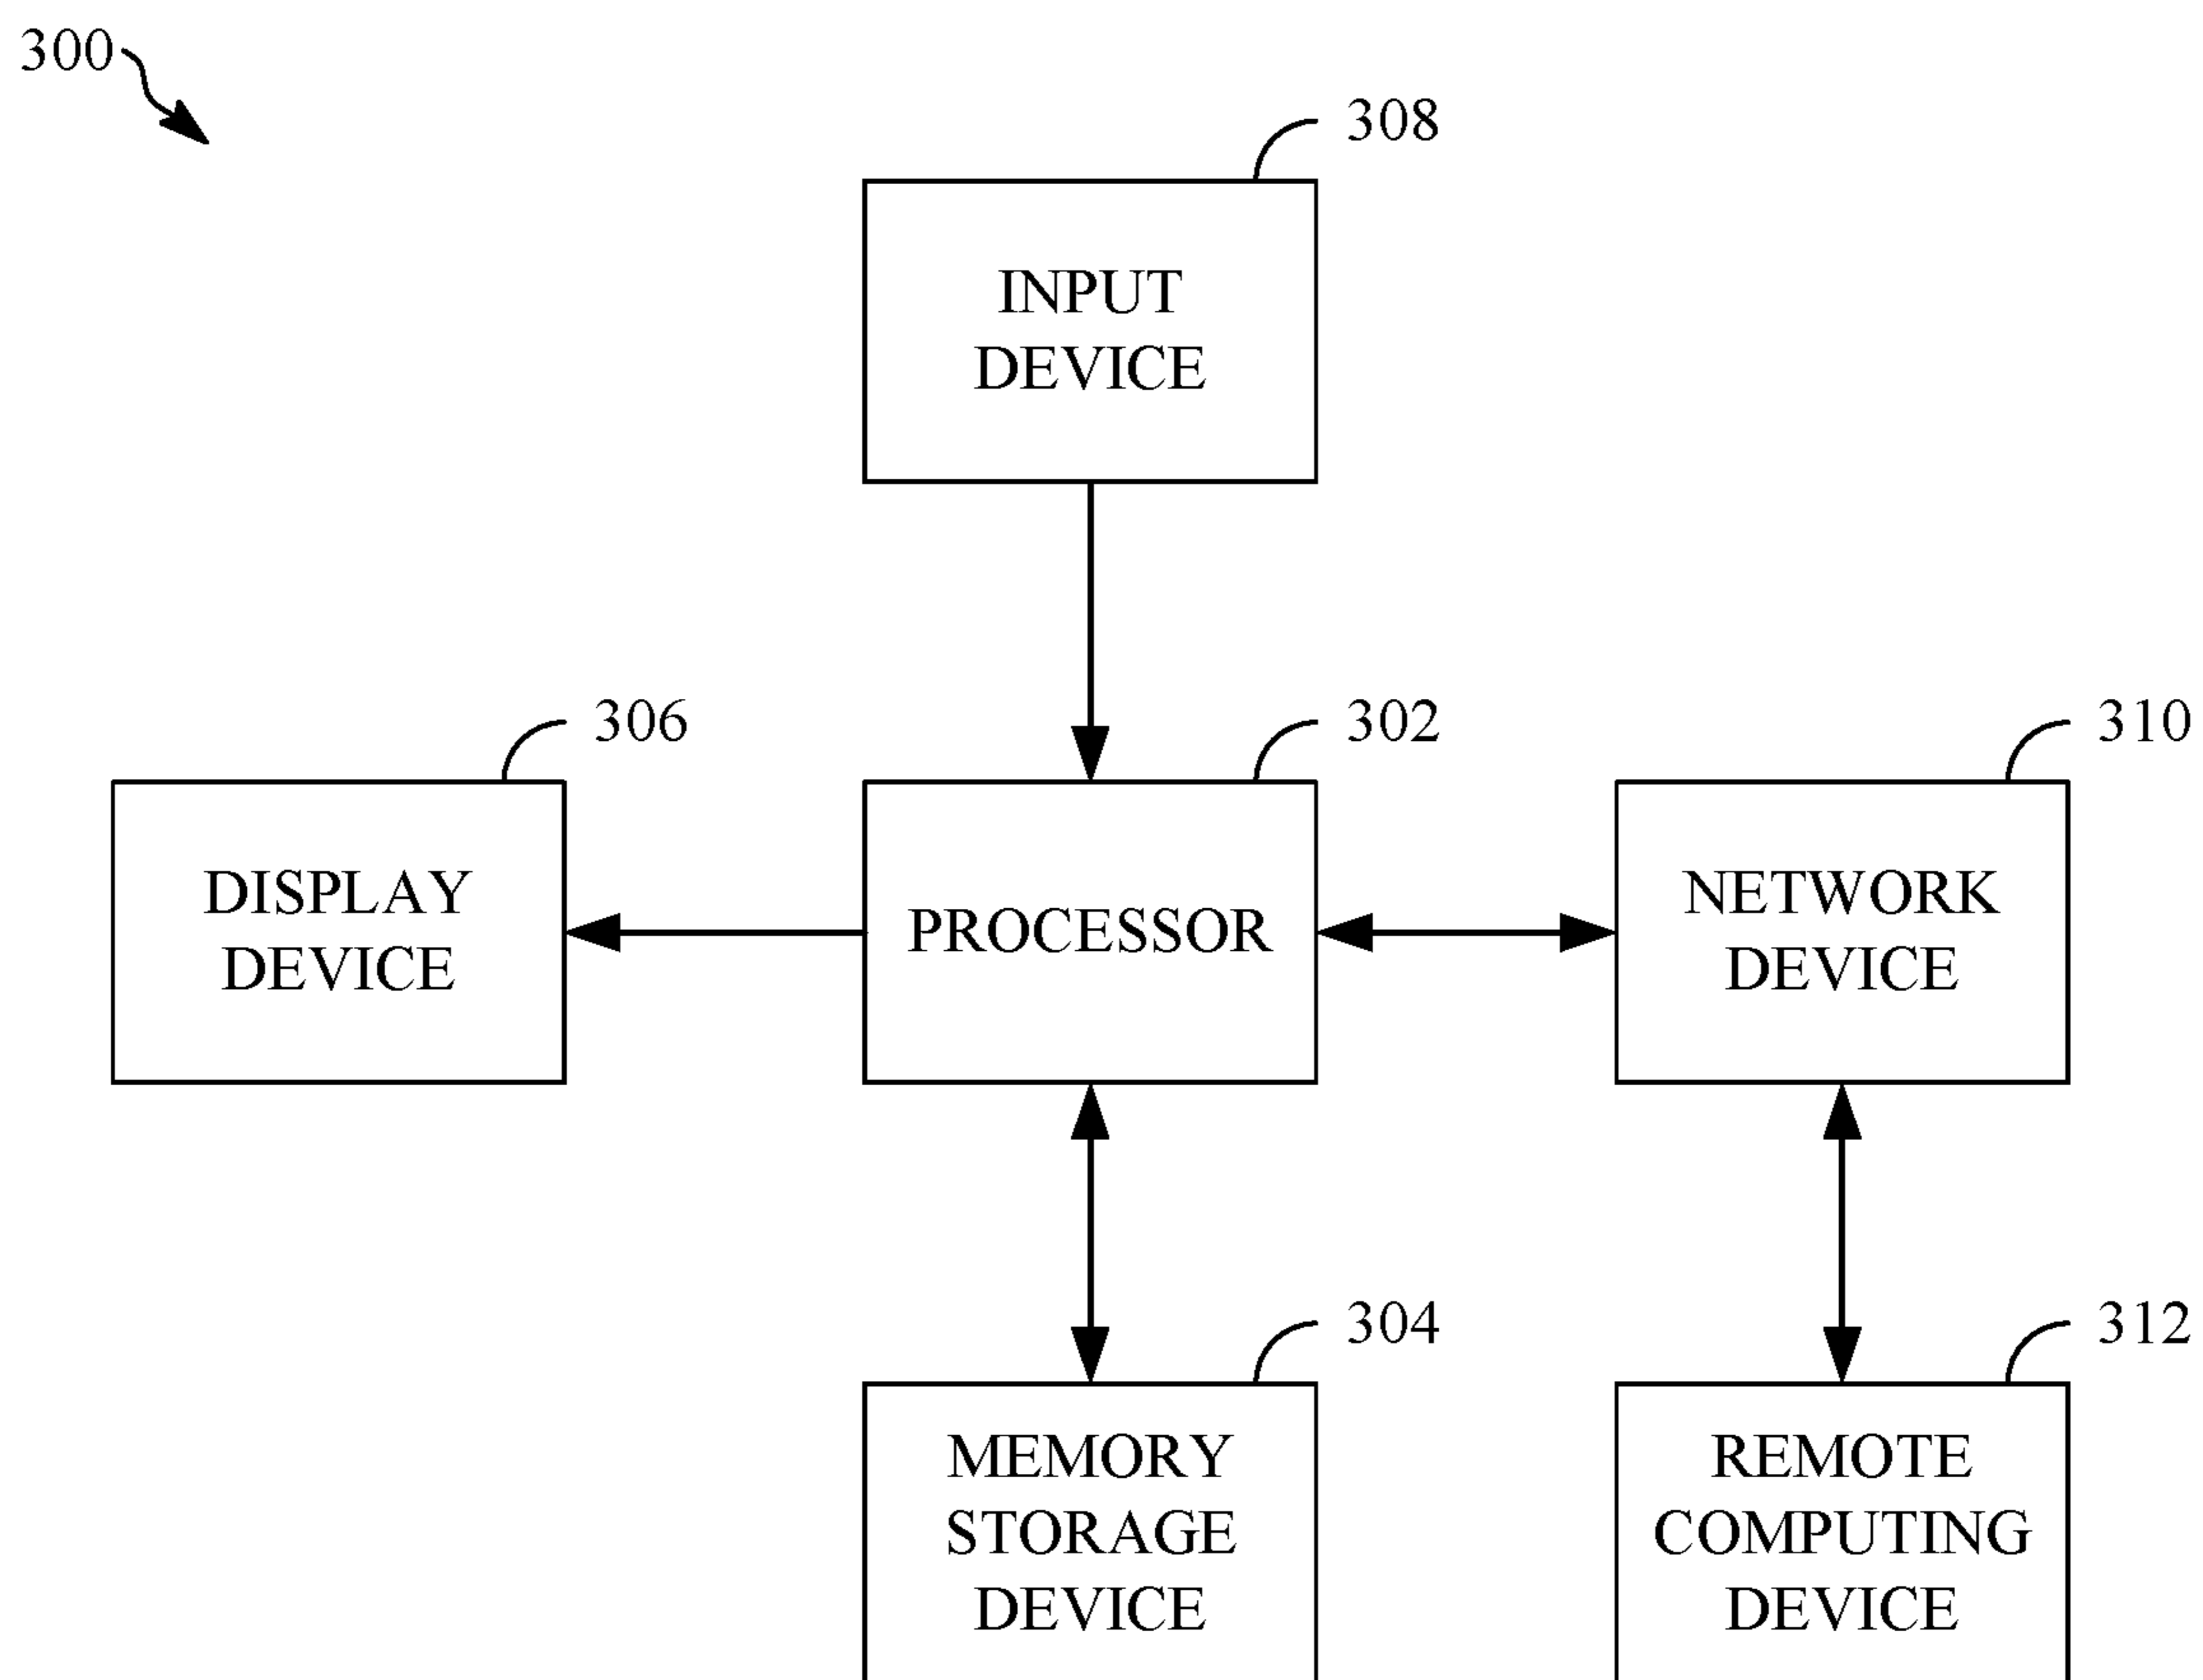 300
308
INPUT
DEVICE
306
302
310
DISPLAY
DEVICE
PROCESSOR
NETWORK
DEVICE
304
312
MEMORY
STORAGE
DEVICE
REMOTE
COMPUTING
DEVICE